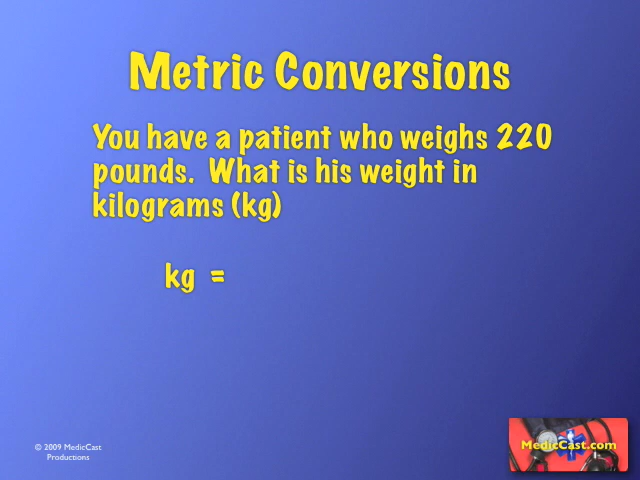 Metric Conversions
You have a patient who weighs 220
pounds.  What is his weight in
kilograms (kg)
kg  =
© 2009 MedicCast
Productions
MedicCast.com